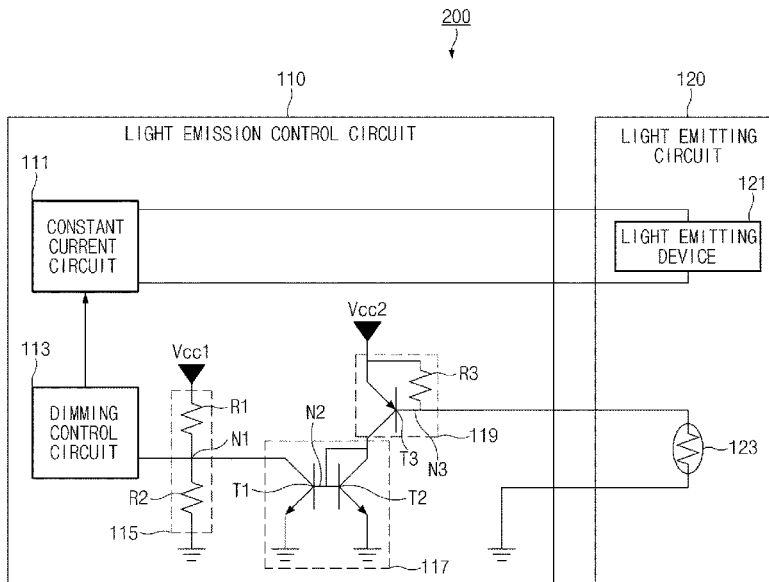 200
110
120
LIGHT EMISSION CONTROL CIRCUIT
LIGHT EMITTING
CIRCUIT
111
121
CONSTANT
CURRENT
CIRCUIT
LIGHT EMITTING
DEVICE
Vcc2
113
Vcc1
R3
R1
DIMMING
CONTROL
CIRCUIT
N1
N2
T3
N3
119
123
R2
T1
T2
115
117